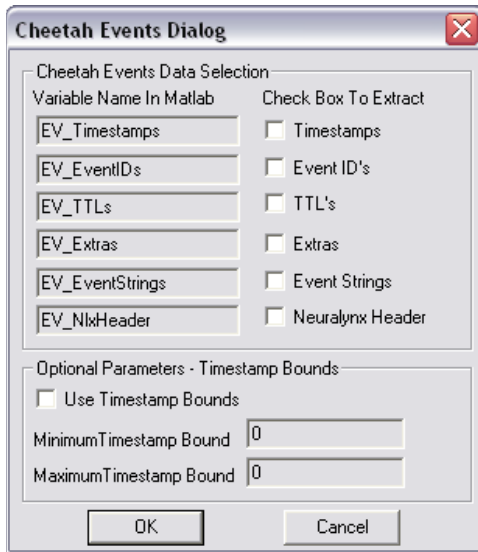 Cheetah Events Dialog
Cheetah Events Data Selection
Variable Name In Matlab Check Box To Extract
EV_Timestamps Timestamps
EV_EventIDs Event ID's
EV_TTLs TTL's
EV_Extras Extras
EV_EventStrings Event Strings
EV_NlxHeader Neuralynx Header
Optional Parameters - Timestamp Bounds
Use Timestamp Bounds
MinimumTimestamp Bound 0
MaximumTimestamp Bound 0
OK Cancel